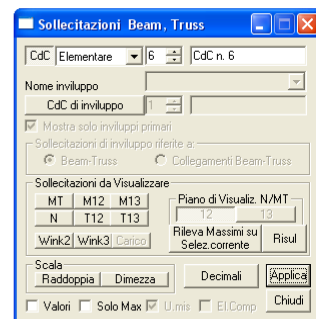 Sollecitazioni Beam, Truss
CdC Elementare 6 CdC n. 6
Nome inviluppo
CdC di inviluppo 1
Mostra solo inviluppi primari
Sollecitazioni di inviluppo riferite a:
Beam-Truss Collegamenti Beam-Truss
Sollecitazioni da Visualizzare
MT M12 M13 Piano di Visualiz. N/MT
N T12 T13 12 13
Wink2 Wink3 Carico Rileva Massimi su Selez.corrente Risul
Scala
Raddoppia Dimezza Decimali Applica
Valori Solo Max U.mis El.Comp Chiudi